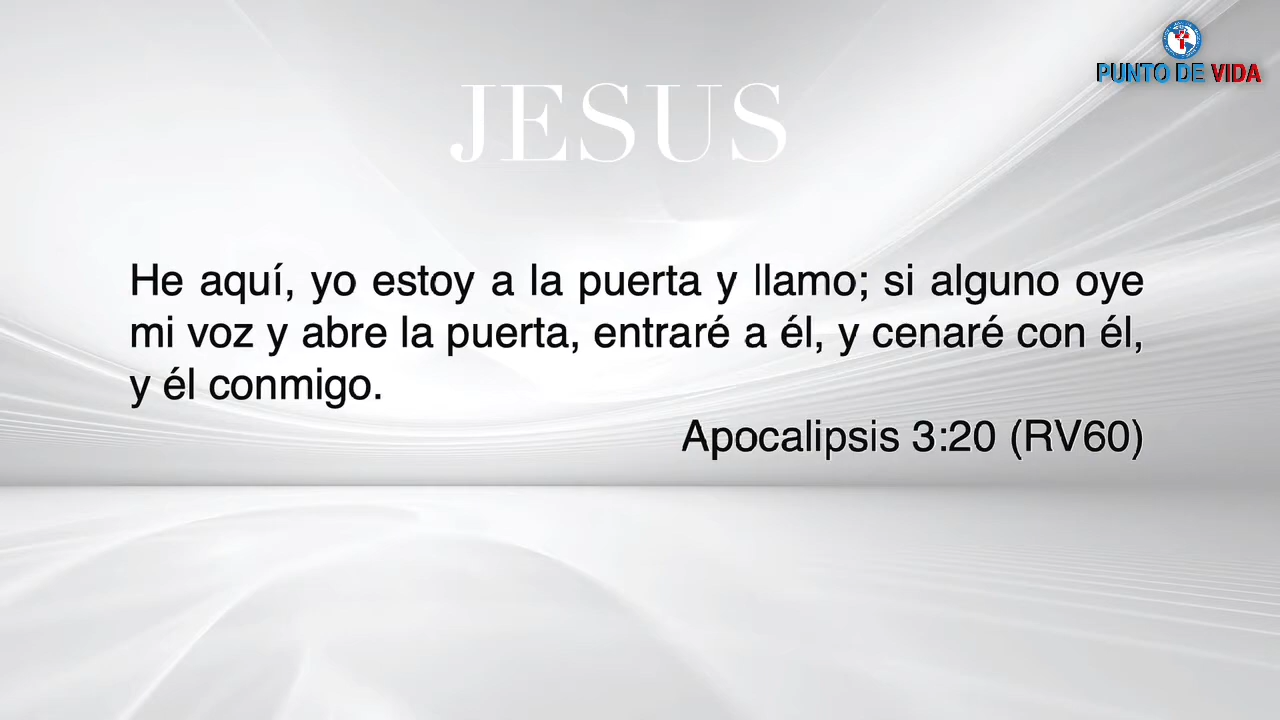 PUNTO DE VIDA
JESUS
He aquí, yo estoy a la puerta y llamo; si alguno oye
mi voz y abre la puerta, entraré a él, y cenaré con él,
y él conmigo.
Apocalipsis 3:20 (RV60)